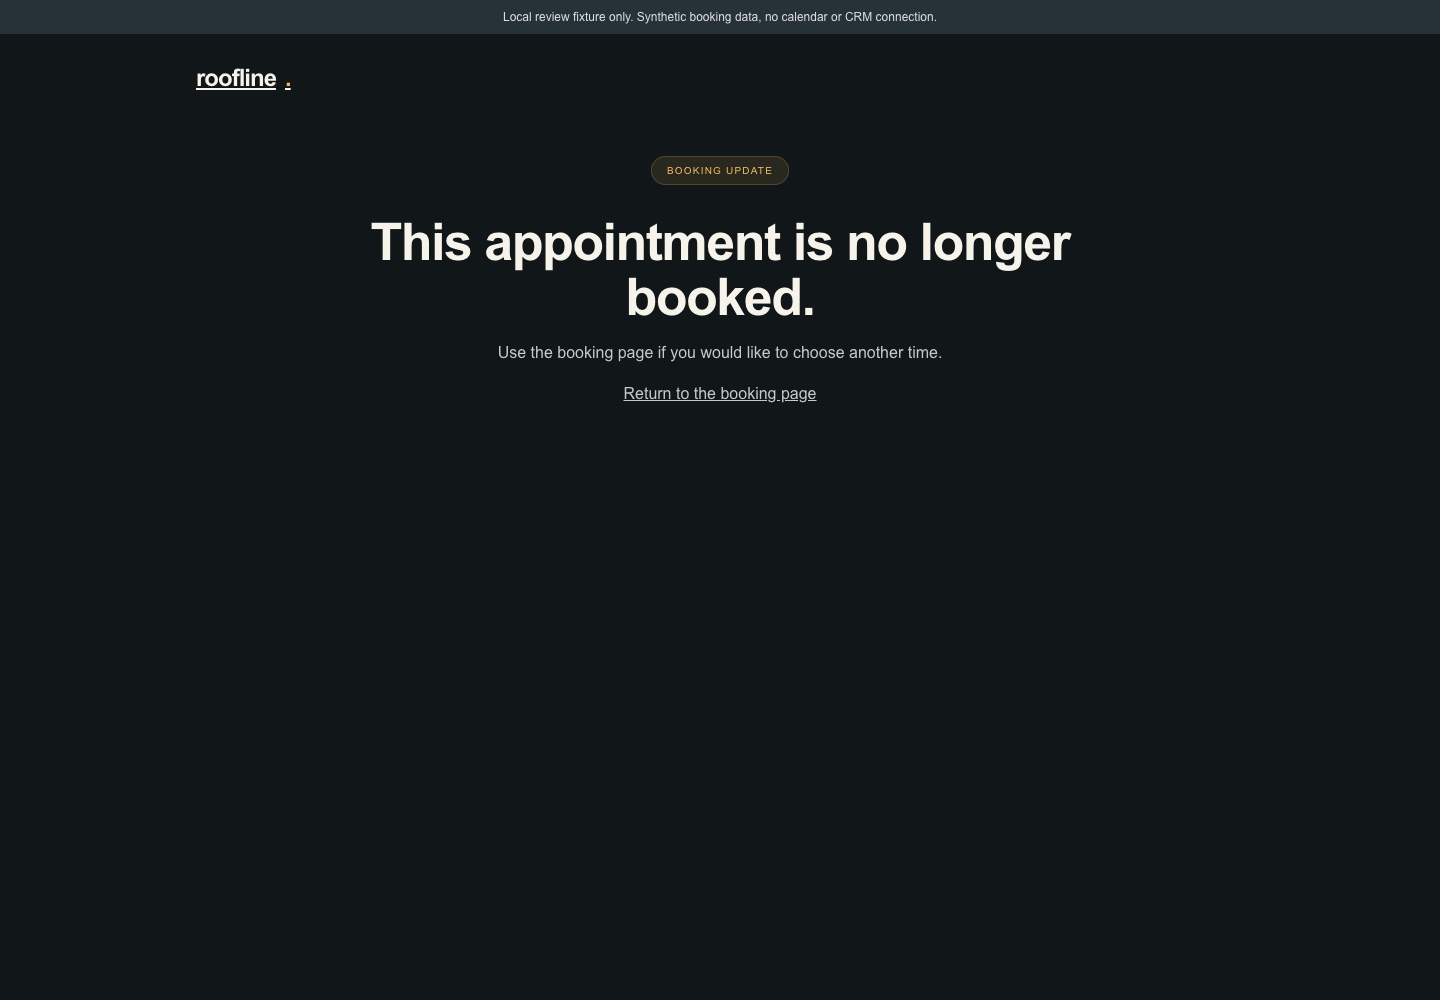 Local review fixture only. Synthetic booking data, no calendar or CRM connection.
roofline .
BOOKING UPDATE
This appointment is no longer
booked.
Use the booking page if you would like to choose another time.
Return to the booking page